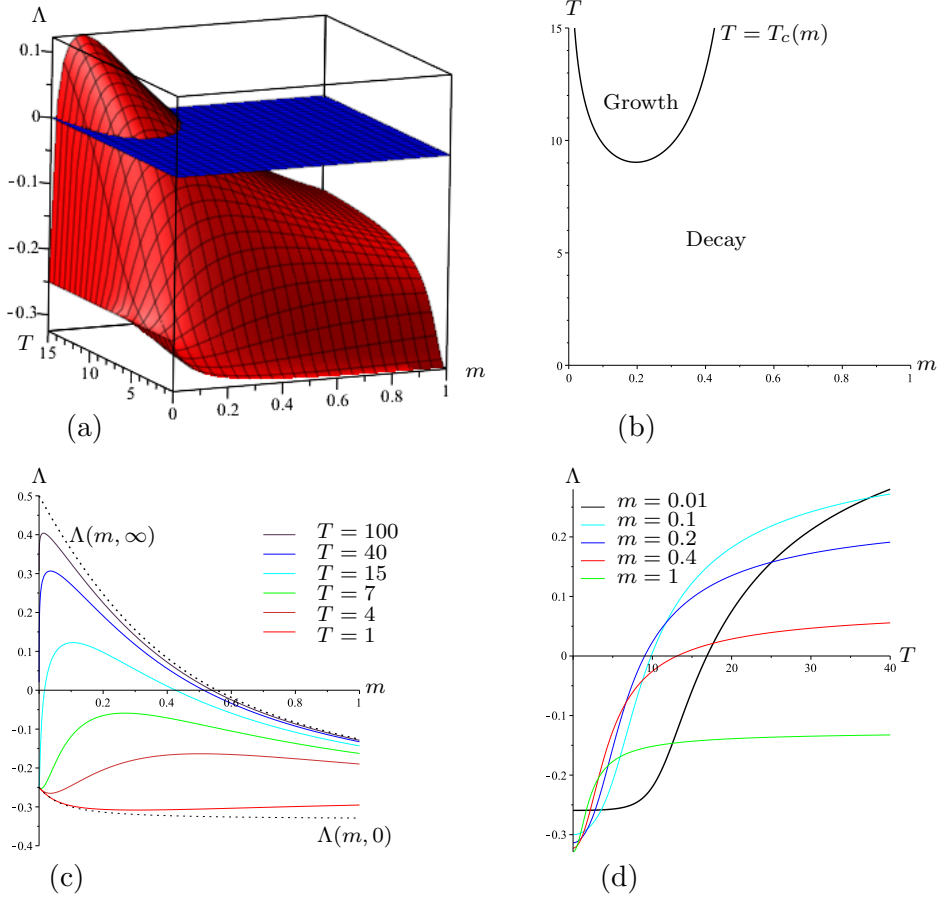 Λ
0.1
0
−0.1
−0.2
−0.3
T
15
10
5
0
0.2
0.4
0.6
0.8
1
m
(a)
T
15
10
5
0
0
0.2
0.4
0.6
0.8
1
m
T = T_c(m)
Growth
Decay
(b)
Λ
0.5
0.4
0.3
0.2
0.1
0
−0.1
−0.2
−0.3
−0.4
0.2
0.4
0.6
0.8
1
m
Λ(m, ∞)
T = 100
T = 40
T = 15
T = 7
T = 4
T = 1
Λ(m, 0)
(c)
Λ
0.2
0.1
0
−0.1
−0.2
−0.3
10
20
30
40
T
m = 0.01
m = 0.1
m = 0.2
m = 0.4
m = 1
(d)